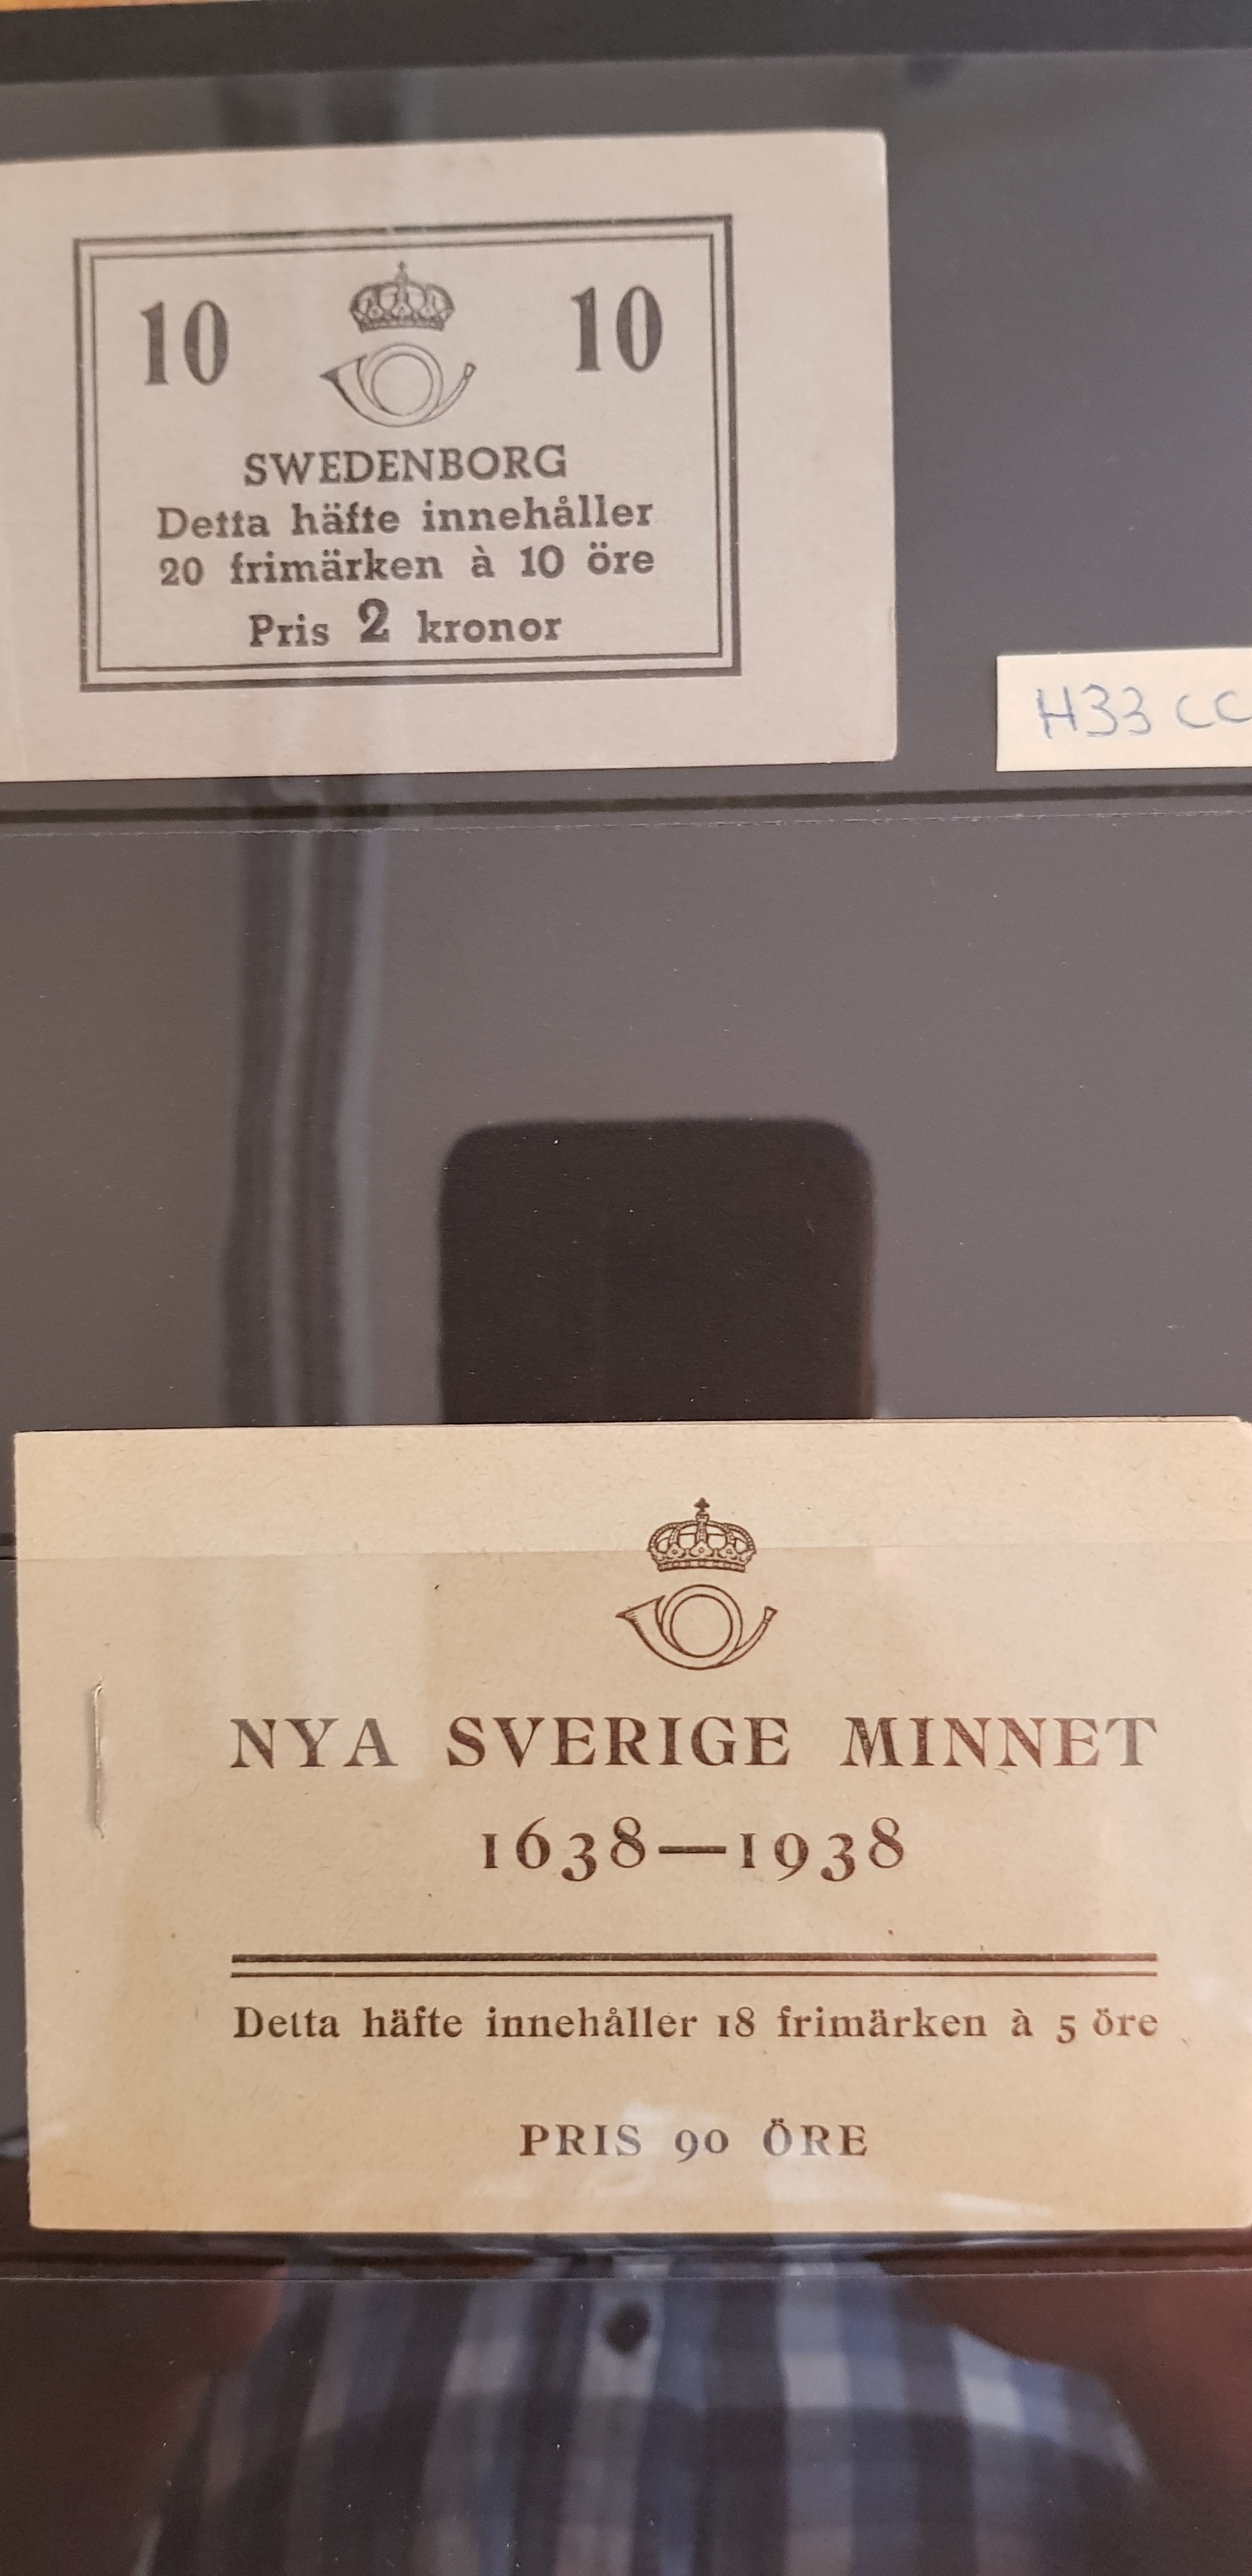 10 10
SWEDENBORG
Detta häfte innehåller
20 frimärken à 10 öre
Pris 2 kronor
H33 CC
NYA SVERIGE MINNET
1638—1938
Detta häfte innehåller 18 frimärken à 5 öre
PRIS 90 ÖRE